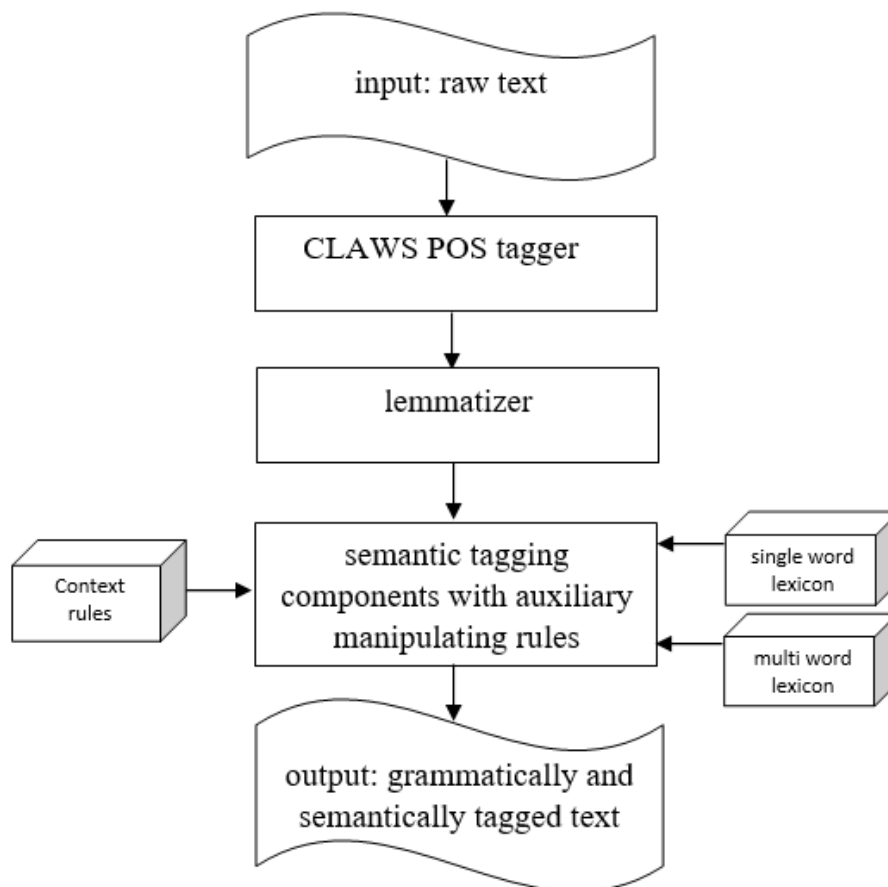 input: raw text
CLAWS POS tagger
lemmatizer
Context
rules
semantic tagging
components with auxiliary
manipulating rules
single word
lexicon
multi word
lexicon
output: grammatically and
semantically tagged text